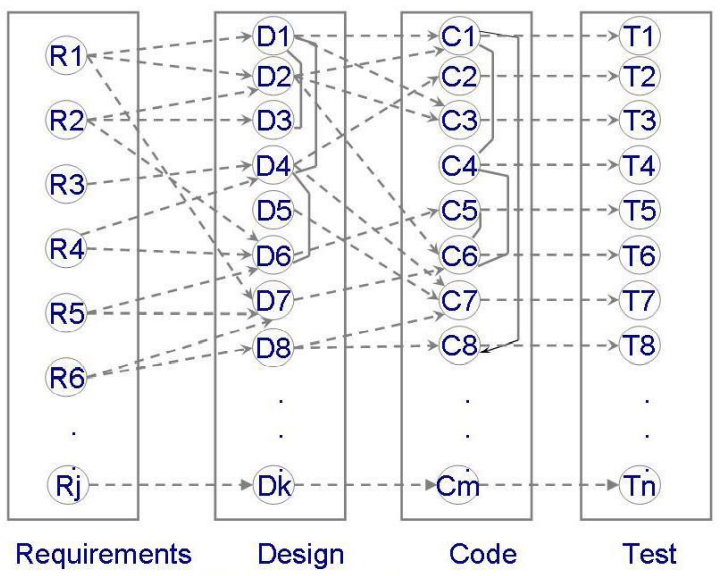 R1
R2
R3
R4
R5
R6
.
.
Rj
D1
D2
D3
D4
D5
D6
D7
D8
.
.
.
Dk
C1
C2
C3
C4
C5
C6
C7
C8
.
.
.
Cm
T1
T2
T3
T4
T5
T6
T7
T8
.
.
.
Tn
Requirements Design Code Test